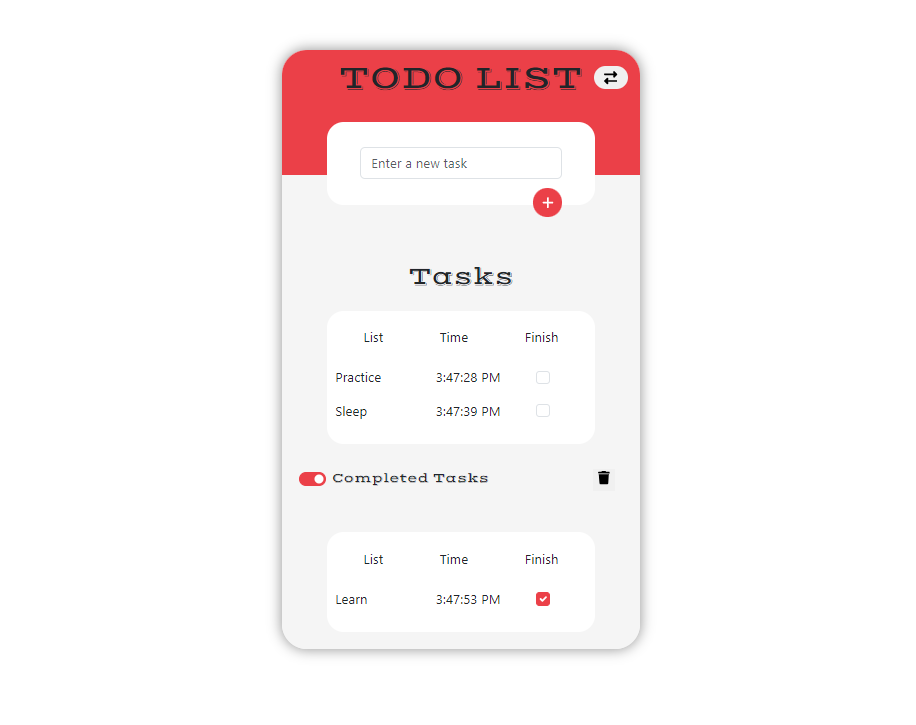 TODO LIST
Enter a new task
Tasks
List Time Finish
Practice 3:47:28 PM
Sleep 3:47:39 PM
Completed Tasks
List Time Finish
Learn 3:47:53 PM